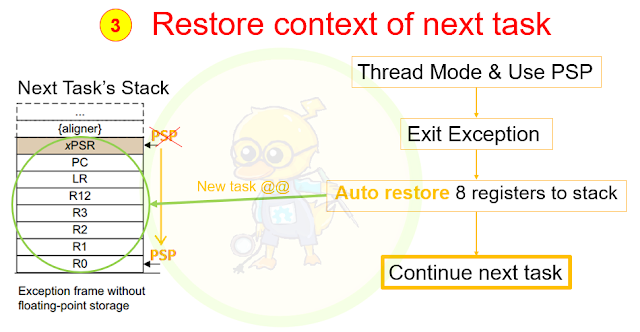 3 Restore context of next task
Next Task's Stack
...
{aligner}
xPSR
PC
LR
R12
R3
R2
R1
R0
PSP
PSP
Exception frame without
floating-point storage
New task @@
Thread Mode & Use PSP
Exit Exception
Auto restore 8 registers to stack
Continue next task